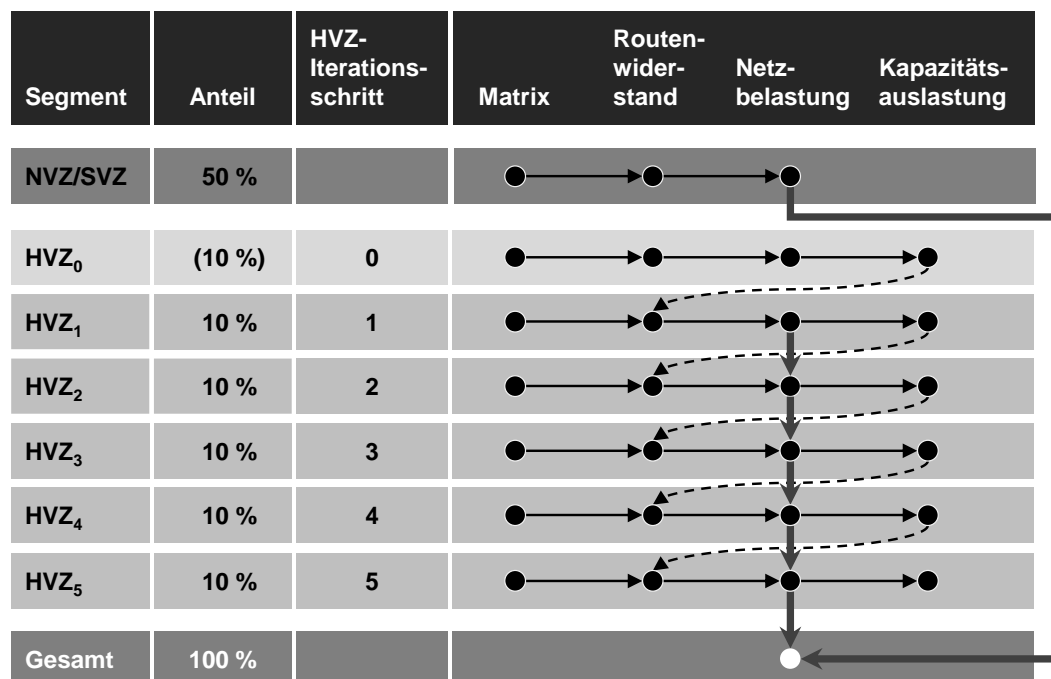 Segment
Anteil
HVZ-
Iterations-
schritt
Matrix
Routen-
wider-
stand
Netz-
belastung
Kapazitäts-
auslastung
NVZ/SVZ 50 %
HVZ₀ (10 %) 0
HVZ₁ 10 % 1
HVZ₂ 10 % 2
HVZ₃ 10 % 3
HVZ₄ 10 % 4
HVZ₅ 10 % 5
Gesamt 100 %